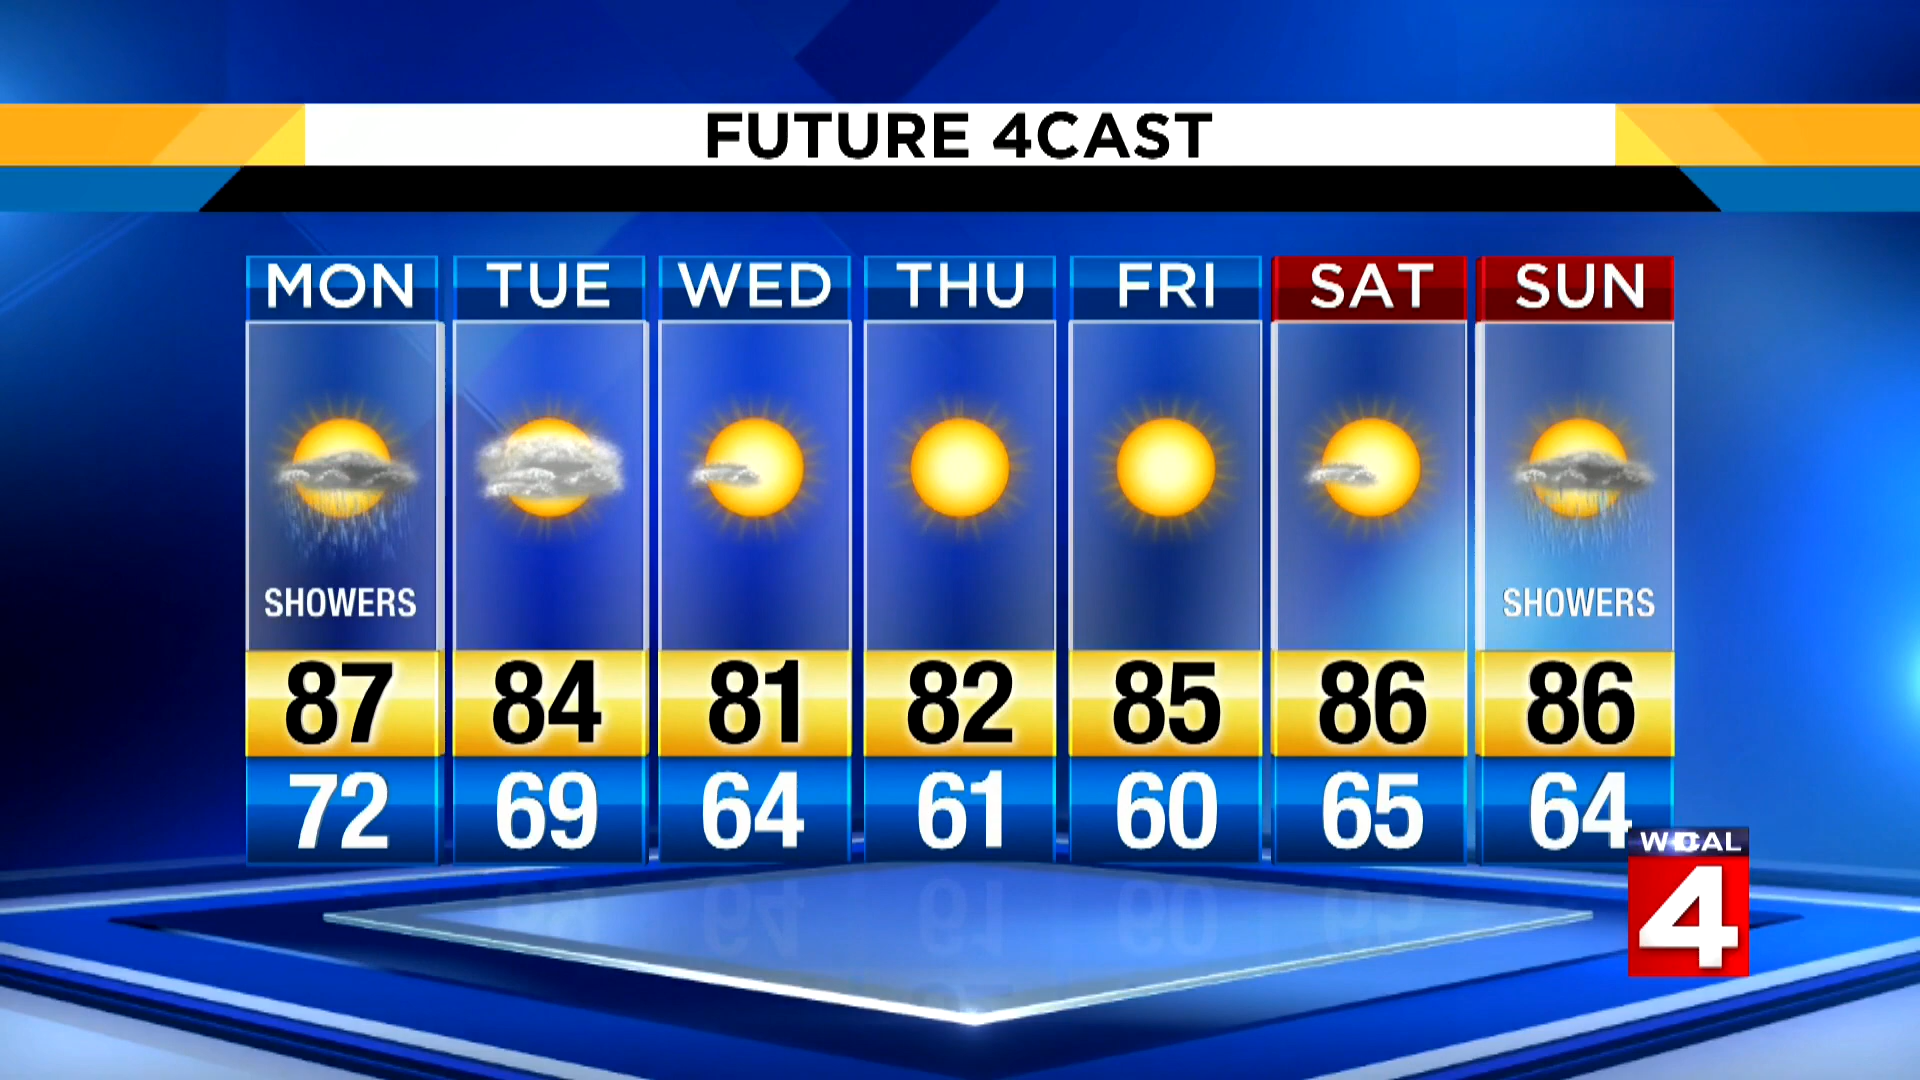 FUTURE 4CAST
MON TUE WED THU FRI SAT SUN
SHOWERS SHOWERS
87 84 81 82 85 86 86
72 69 64 61 60 65 64
4